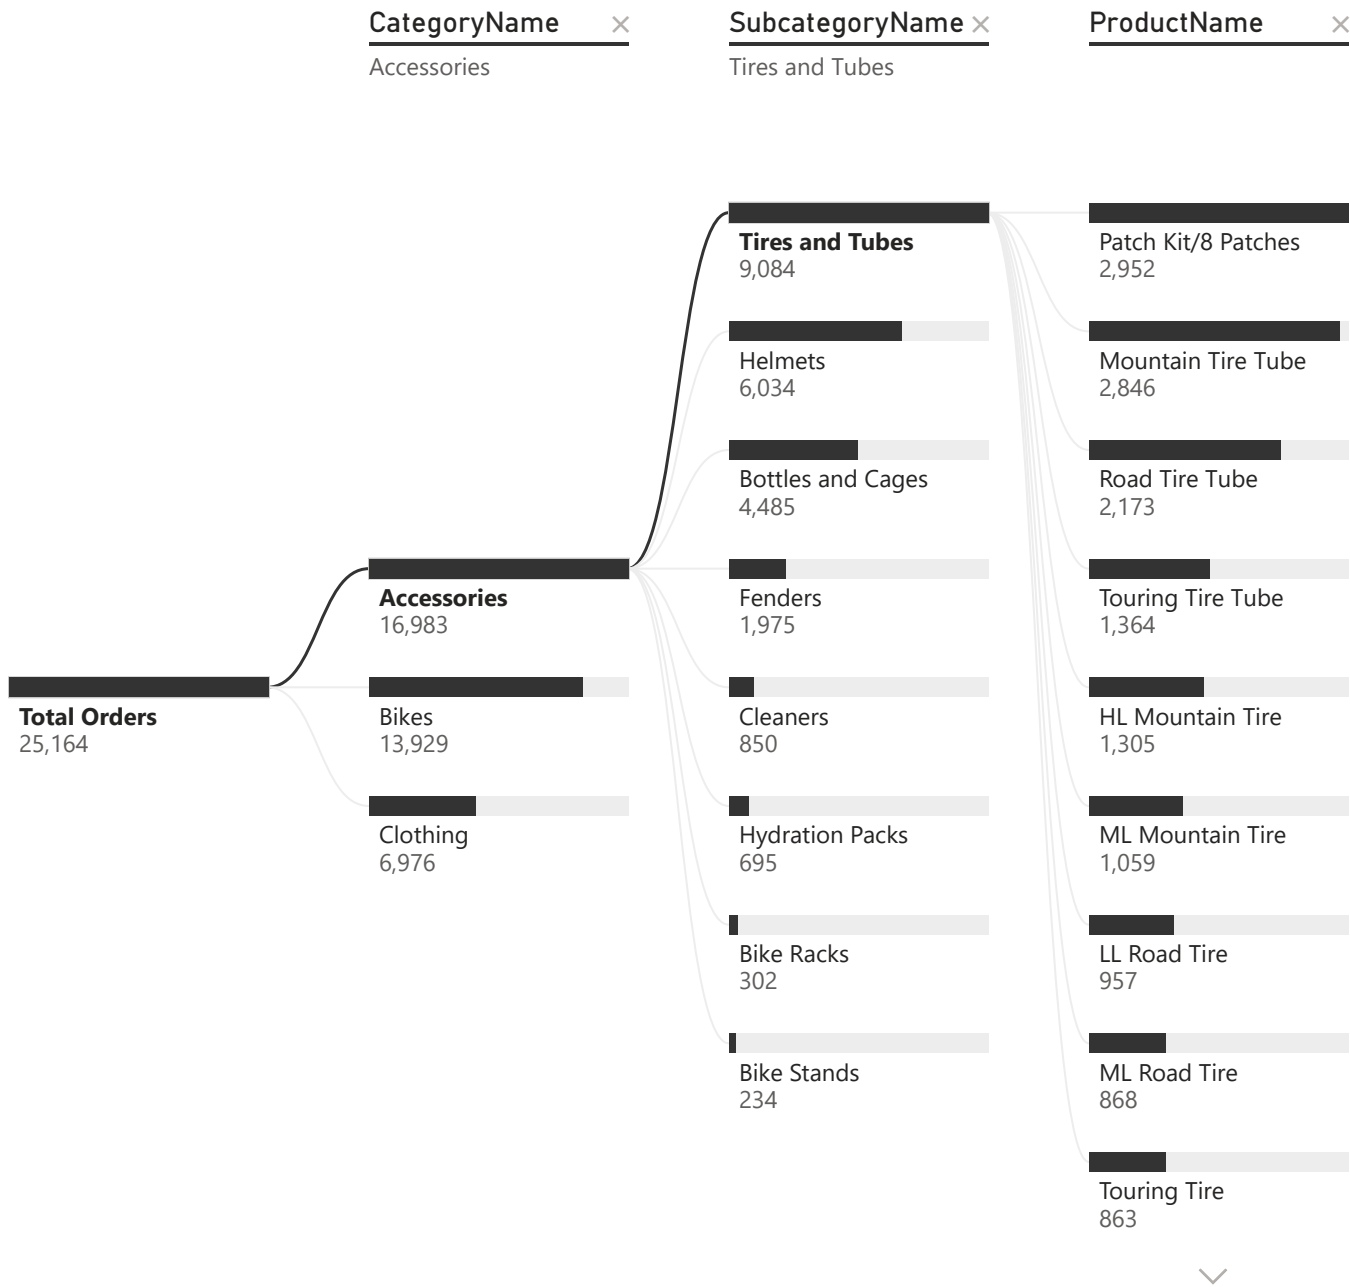 CategoryName
Accessories
SubcategoryName
Tires and Tubes
ProductName
Total Orders
25,164
Accessories
16,983
Bikes
13,929
Clothing
6,976
Tires and Tubes
9,084
Helmets
6,034
Bottles and Cages
4,485
Fenders
1,975
Cleaners
850
Hydration Packs
695
Bike Racks
302
Bike Stands
234
Patch Kit/8 Patches
2,952
Mountain Tire Tube
2,846
Road Tire Tube
2,173
Touring Tire Tube
1,364
HL Mountain Tire
1,305
ML Mountain Tire
1,059
LL Road Tire
957
ML Road Tire
868
Touring Tire
863